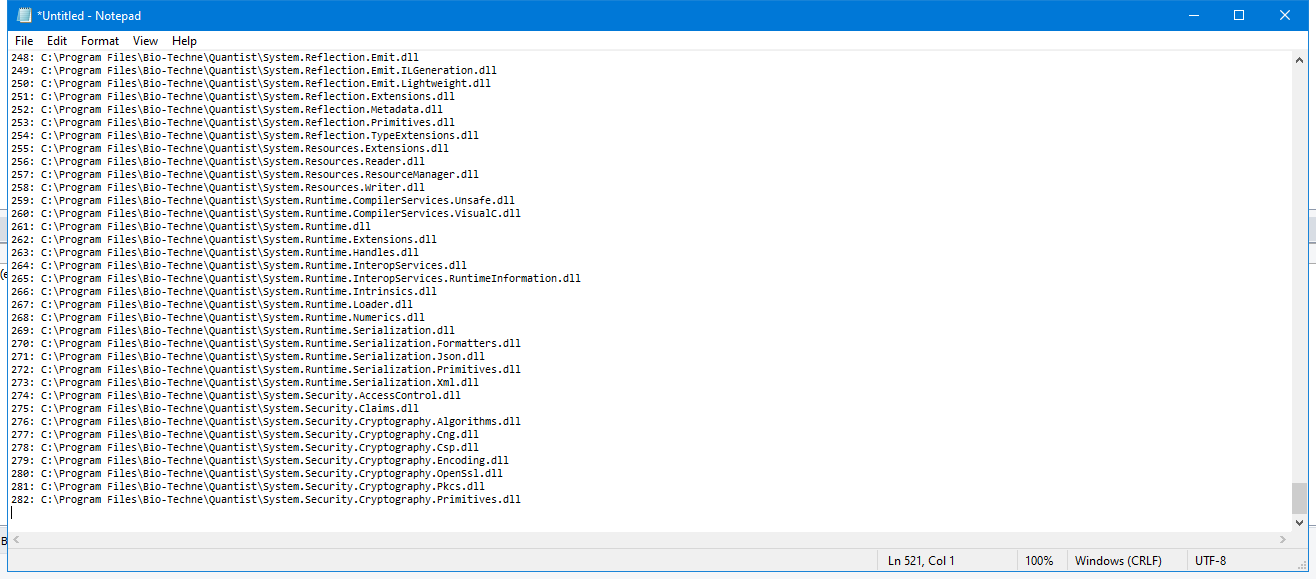 *Untitled - Notepad
File Edit Format View Help
248: C:\Program Files\Bio-Techne\Quantist\System.Reflection.Emit.dll
249: C:\Program Files\Bio-Techne\Quantist\System.Reflection.Emit.ILGeneration.dll
250: C:\Program Files\Bio-Techne\Quantist\System.Reflection.Emit.Lightweight.dll
251: C:\Program Files\Bio-Techne\Quantist\System.Reflection.Extensions.dll
252: C:\Program Files\Bio-Techne\Quantist\System.Reflection.Metadata.dll
253: C:\Program Files\Bio-Techne\Quantist\System.Reflection.Primitives.dll
254: C:\Program Files\Bio-Techne\Quantist\System.Reflection.TypeExtensions.dll
255: C:\Program Files\Bio-Techne\Quantist\System.Resources.Extensions.dll
256: C:\Program Files\Bio-Techne\Quantist\System.Resources.Reader.dll
257: C:\Program Files\Bio-Techne\Quantist\System.Resources.ResourceManager.dll
258: C:\Program Files\Bio-Techne\Quantist\System.Resources.Writer.dll
259: C:\Program Files\Bio-Techne\Quantist\System.Runtime.CompilerServices.Unsafe.dll
260: C:\Program Files\Bio-Techne\Quantist\System.Runtime.CompilerServices.VisualC.dll
261: C:\Program Files\Bio-Techne\Quantist\System.Runtime.dll
262: C:\Program Files\Bio-Techne\Quantist\System.Runtime.Extensions.dll
263: C:\Program Files\Bio-Techne\Quantist\System.Runtime.Handles.dll
264: C:\Program Files\Bio-Techne\Quantist\System.Runtime.InteropServices.dll
265: C:\Program Files\Bio-Techne\Quantist\System.Runtime.InteropServices.RuntimeInformation.dll
266: C:\Program Files\Bio-Techne\Quantist\System.Runtime.Intrinsics.dll
267: C:\Program Files\Bio-Techne\Quantist\System.Runtime.Loader.dll
268: C:\Program Files\Bio-Techne\Quantist\System.Runtime.Numerics.dll
269: C:\Program Files\Bio-Techne\Quantist\System.Runtime.Serialization.dll
270: C:\Program Files\Bio-Techne\Quantist\System.Runtime.Serialization.Formatters.dll
271: C:\Program Files\Bio-Techne\Quantist\System.Runtime.Serialization.Json.dll
272: C:\Program Files\Bio-Techne\Quantist\System.Runtime.Serialization.Primitives.dll
273: C:\Program Files\Bio-Techne\Quantist\System.Runtime.Serialization.Xml.dll
274: C:\Program Files\Bio-Techne\Quantist\System.Security.AccessControl.dll
275: C:\Program Files\Bio-Techne\Quantist\System.Security.Claims.dll
276: C:\Program Files\Bio-Techne\Quantist\System.Security.Cryptography.Algorithms.dll
277: C:\Program Files\Bio-Techne\Quantist\System.Security.Cryptography.Cng.dll
278: C:\Program Files\Bio-Techne\Quantist\System.Security.Cryptography.Csp.dll
279: C:\Program Files\Bio-Techne\Quantist\System.Security.Cryptography.Encoding.dll
280: C:\Program Files\Bio-Techne\Quantist\System.Security.Cryptography.OpenSsl.dll
281: C:\Program Files\Bio-Techne\Quantist\System.Security.Cryptography.Pkcs.dll
282: C:\Program Files\Bio-Techne\Quantist\System.Security.Cryptography.Primitives.dll
Ln 521, Col 1 100% Windows (CRLF) UTF-8